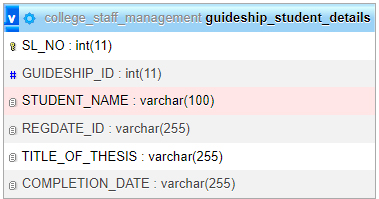 v college_staff_management guideship_student_details
SL_NO : int(11)
# GUIDESHIP_ID : int(11)
STUDENT_NAME : varchar(100)
REGDATE_ID : varchar(255)
TITLE_OF_THESIS : varchar(255)
COMPLETION_DATE : varchar(255)